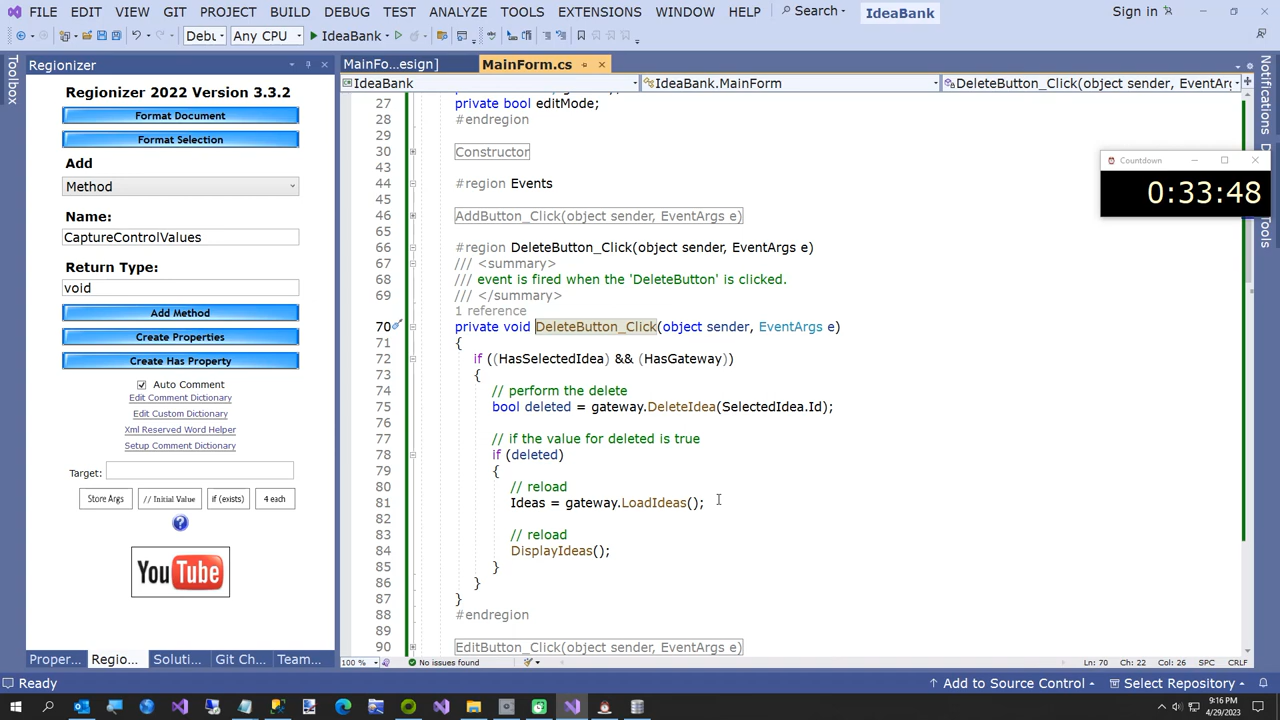 FILE EDIT VIEW GIT PROJECT BUILD DEBUG TEST ANALYZE TOOLS EXTENSIONS WINDOW HELP Search IdeaBank Sign in
Debu Any CPU IdeaBank
Toolbox
Regionizer
Regionizer 2022 Version 3.3.2
Format Document
Format Selection
Add
Method
Name:
CaptureControlValues
Return Type:
void
Add Method
Create Properties
Create Has Property
Auto Comment
Edit Comment Dictionary
Edit Custom Dictionary
Xml Reserved Word Helper
Setup Comment Dictionary
Target:
Store Args // Initial Value if (exists) 4 each
?
YouTube
Proper... Regio... Soluti... Git Ch... Team...
MainFo...esign] MainForm.cs
IdeaBank IdeaBank.MainForm DeleteButton_Click(object sender, EventArg
27 private bool editMode;
28 #endregion
29
30 Constructor
43
44 #region Events
45
46 AddButton_Click(object sender, EventArgs e)
65
66 #region DeleteButton_Click(object sender, EventArgs e)
67 /// <summary>
68 /// event is fired when the 'DeleteButton' is clicked.
69 /// </summary>
1 reference
70 private void DeleteButton_Click(object sender, EventArgs e)
71 {
72 if ((HasSelectedIdea) && (HasGateway))
73 {
74 // perform the delete
75 bool deleted = gateway.DeleteIdea(SelectedIdea.Id);
76
77 // if the value for deleted is true
78 if (deleted)
79 {
80 // reload
81 Ideas = gateway.LoadIdeas();
82
83 // reload
84 DisplayIdeas();
85 }
86 }
87 }
88 #endregion
89
90 EditButton_Click(object sender, EventArgs e)
100 % No issues found Ln: 70 Ch: 22 Col: 26 SPC CRLF
Countdown
0:33:48
Notifications
Tools
Ready Add to Source Control Select Repository
9:16 PM
4/29/2023